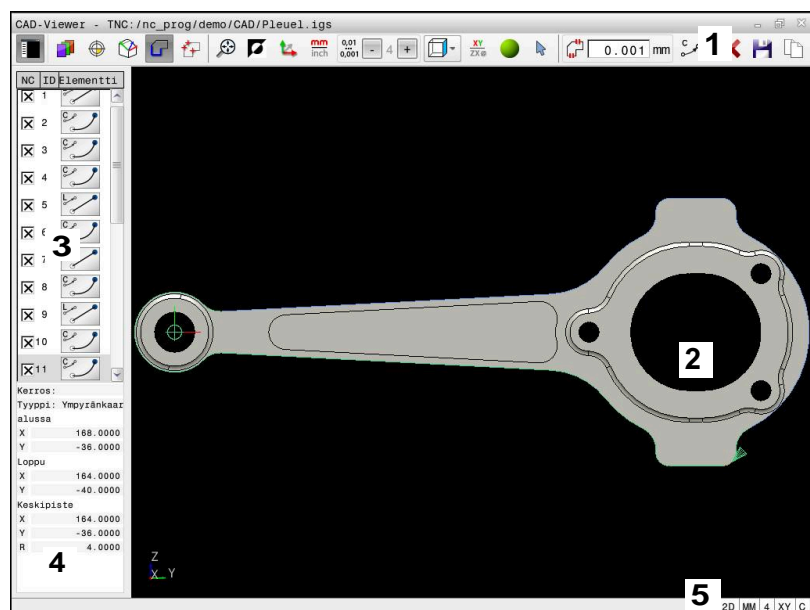 CAD-Viewer - TNC:/nc_prog/demo/CAD/Pleuel.igs
mm
inch
0,01
0,001
- 4 +
XY
ZX
0.001 mm
C
1
NC ID Elementti
1
2 C
3 C
4 C
5 L
6 C
7
8 C
9 L
10 C
11 C
3
Kerros:
Tyyppi: Ympyränkaar
alussa
X 168.0000
Y -36.0000
Loppu
X 164.0000
Y -40.0000
Keskipiste
X 164.0000
Y -36.0000
R 4.0000
4
2
Z
X Y
5
2D MM 4 XY C